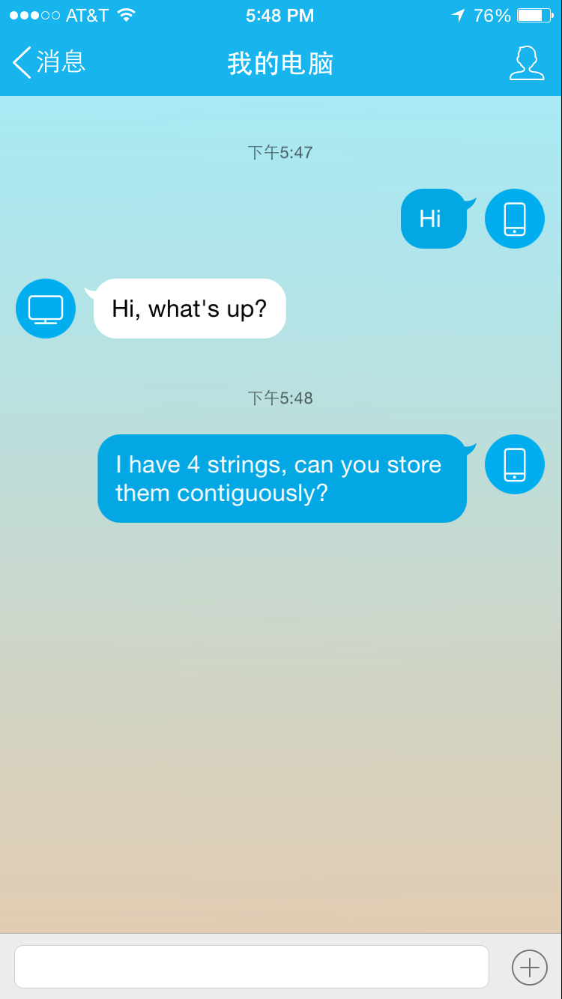 AT&T 5:48 PM 76%
消息 我的电脑
下午5:47
Hi
Hi, what's up?
下午5:48
I have 4 strings, can you store
them contiguously?